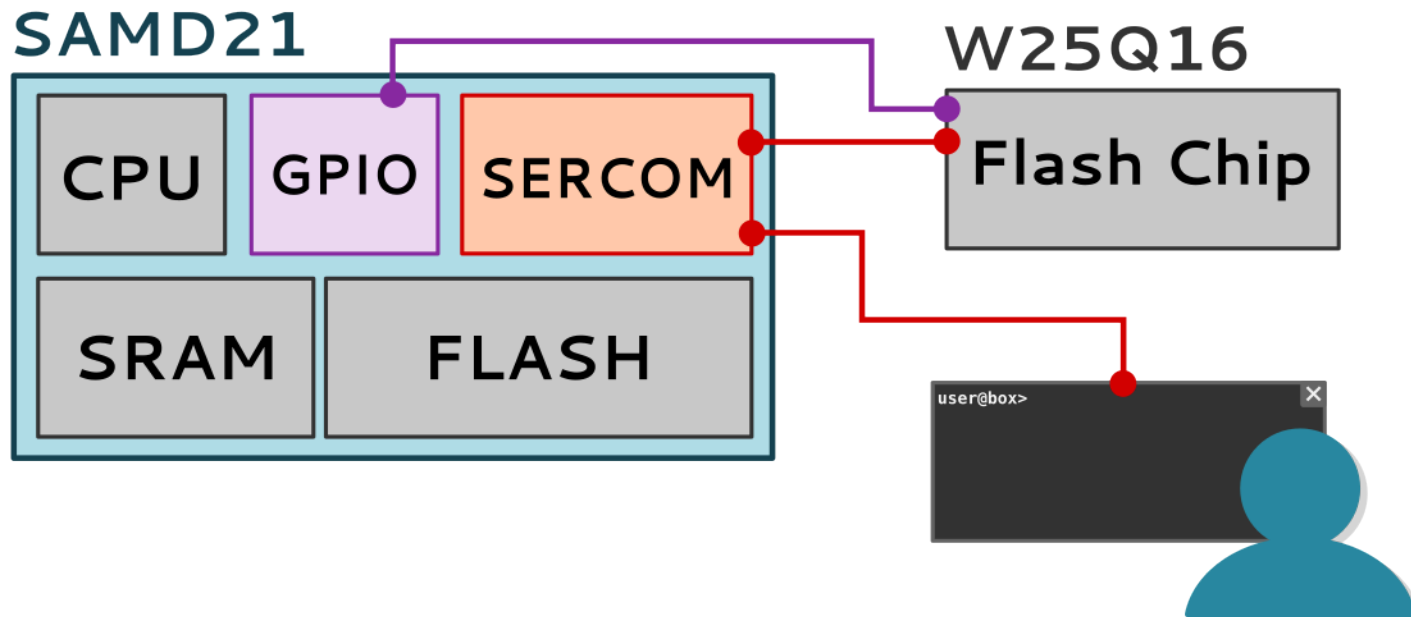 SAMD21
W25Q16
CPU
GPIO
SERCOM
Flash Chip
SRAM
FLASH
user@box>